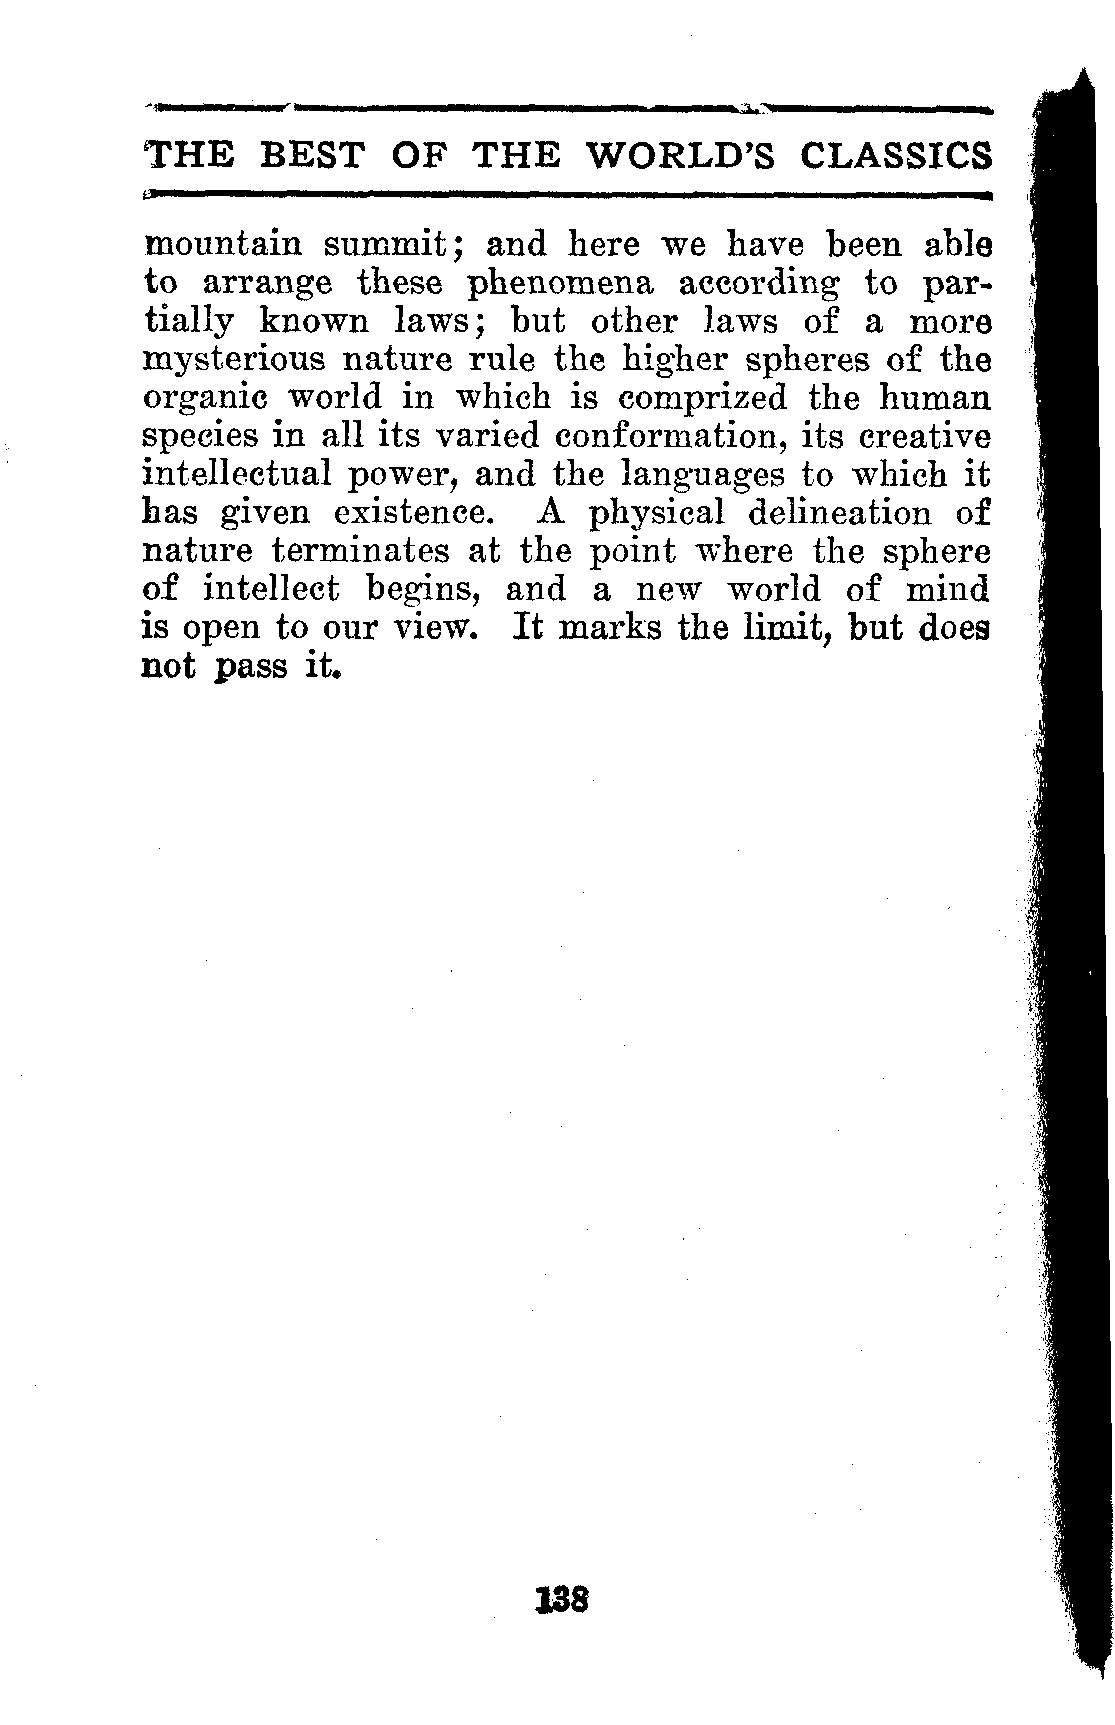 THE BEST OF THE WORLD'S CLASSICS
mountain summit; and here we have been able
to arrange these phenomena according to par-
tially known laws; but other laws of a more
mysterious nature rule the higher spheres of the
organic world in which is comprized the human
species in all its varied conformation, its creative
intellectual power, and the languages to which it
has given existence. A physical delineation of
nature terminates at the point where the sphere
of intellect begins, and a new world of mind
is open to our view. It marks the limit, but does
not pass it.
138